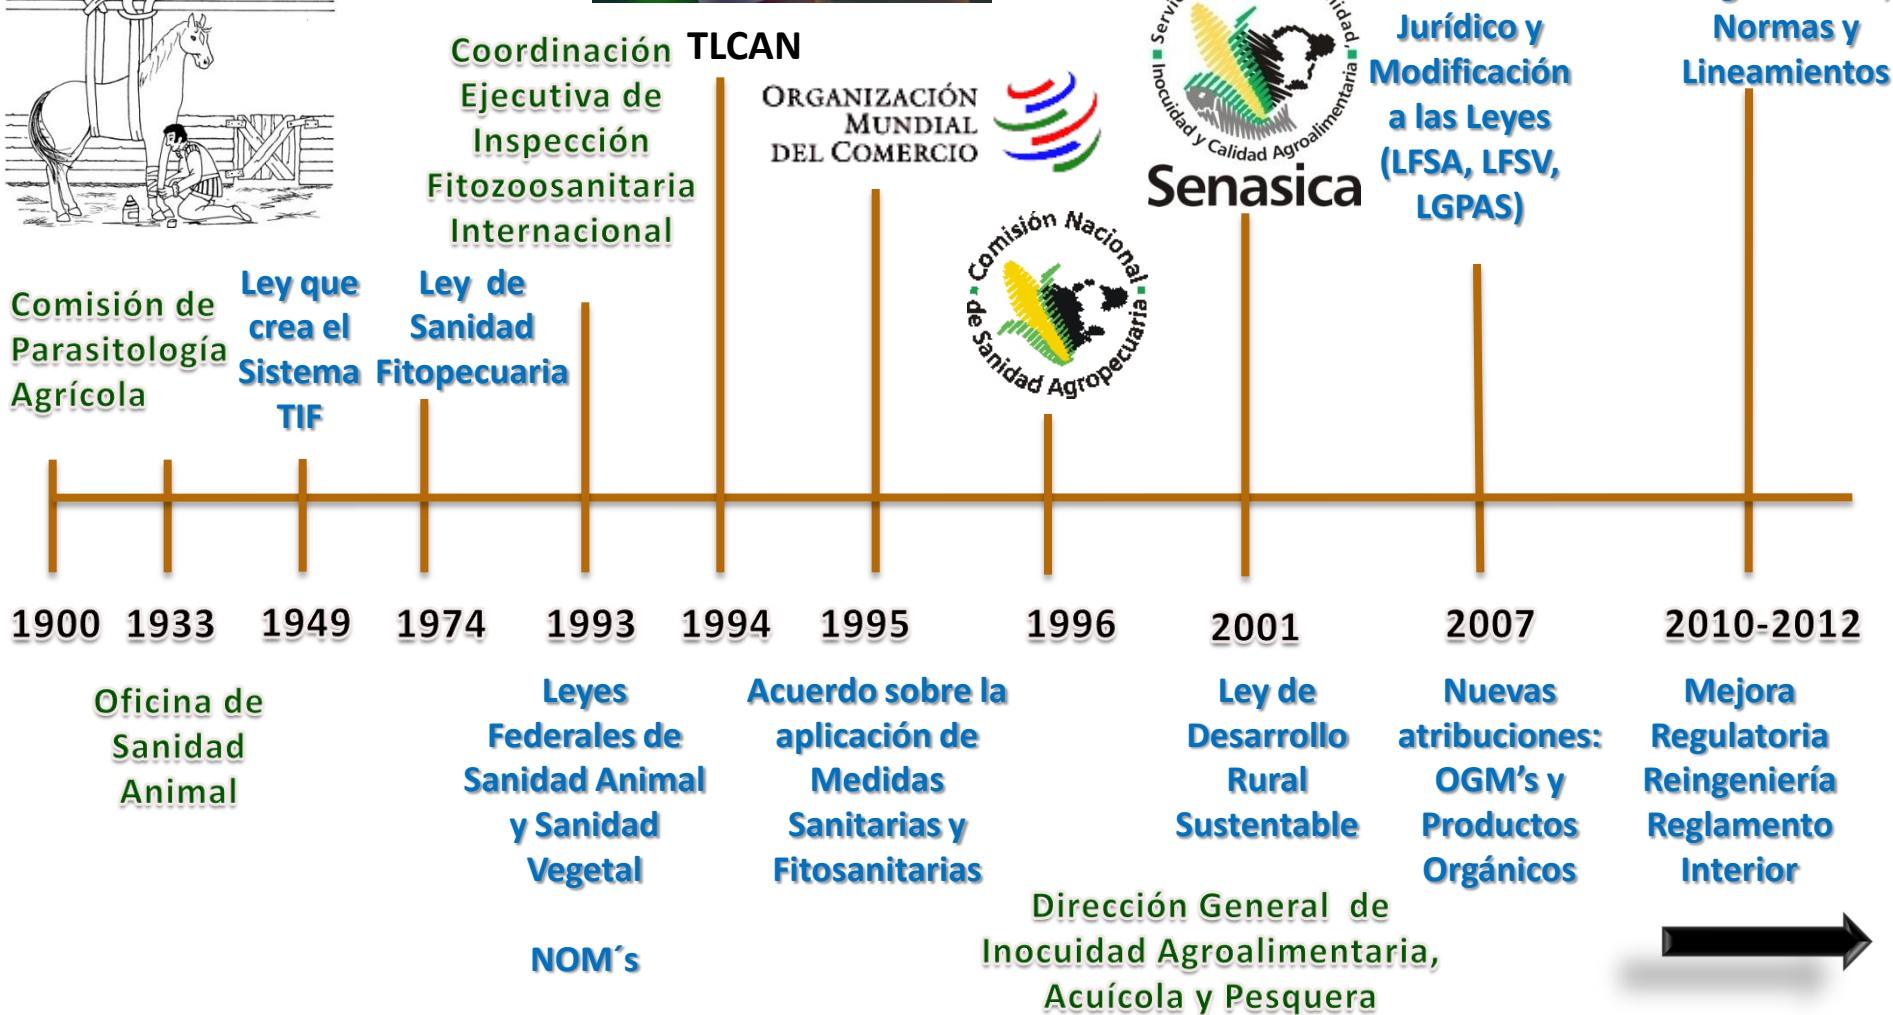 Comisión de
Parasitología
Agrícola
Ley que
crea el
Sistema
TIF
Ley de
Sanidad
Fitopecuaria
Coordinación
Ejecutiva de
Inspección
Fitozoosanitaria
Internacional
TLCAN
ORGANIZACIÓN
MUNDIAL
DEL COMERCIO
Comisión Nacional
de Sanidad Agropecuaria
Inocuidad y Calidad Agroalimentaria
Senasica
Jurídico y
Modificación
a las Leyes
(LFSA, LFSV,
LGPAS)
Normas y
Lineamientos
1900
1933
1949
1974
1993
1994
1995
1996
2001
2007
2010-2012
Oficina de
Sanidad
Animal
Leyes
Federales de
Sanidad Animal
y Sanidad
Vegetal
NOM´s
Acuerdo sobre la
aplicación de
Medidas
Sanitarias y
Fitosanitarias
Dirección General de
Inocuidad Agroalimentaria,
Acuícola y Pesquera
Ley de
Desarrollo
Rural
Sustentable
Nuevas
atribuciones:
OGM’s y
Productos
Orgánicos
Mejora
Regulatoria
Reingeniería
Reglamento
Interior